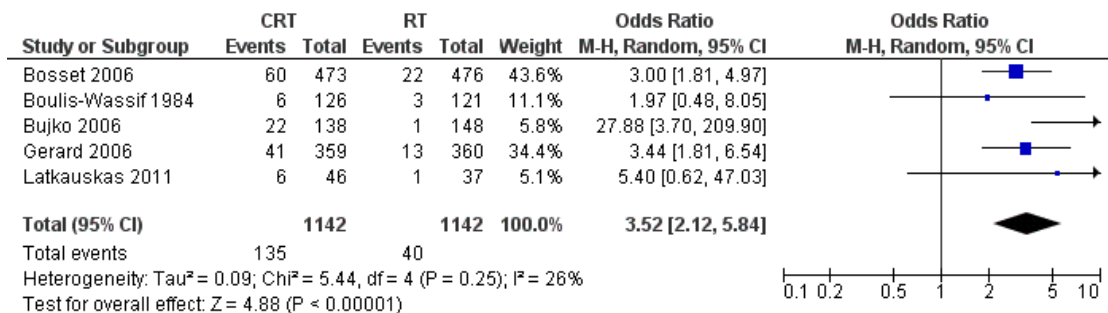 CRT RT Odds Ratio Odds Ratio
Study or Subgroup Events Total Events Total Weight M-H, Random, 95% CI M-H, Random, 95% CI
Bosset 2006 60 473 22 476 43.6% 3.00 [1.81, 4.97]
Boulis-Wassif 1984 6 126 3 121 11.1% 1.97 [0.48, 8.05]
Bujko 2006 22 138 1 148 5.8% 27.88 [3.70, 209.90]
Gerard 2006 41 359 13 360 34.4% 3.44 [1.81, 6.54]
Latkauskas 2011 6 46 1 37 5.1% 5.40 [0.62, 47.03]
Total (95% CI) 1142 1142 100.0% 3.52 [2.12, 5.84]
Total events 135 40
Heterogeneity: Tau² = 0.09; Chi² = 5.44, df = 4 (P = 0.25); I² = 26%
Test for overall effect: Z = 4.88 (P < 0.00001)
0.1 0.2 0.5 1 2 5 10